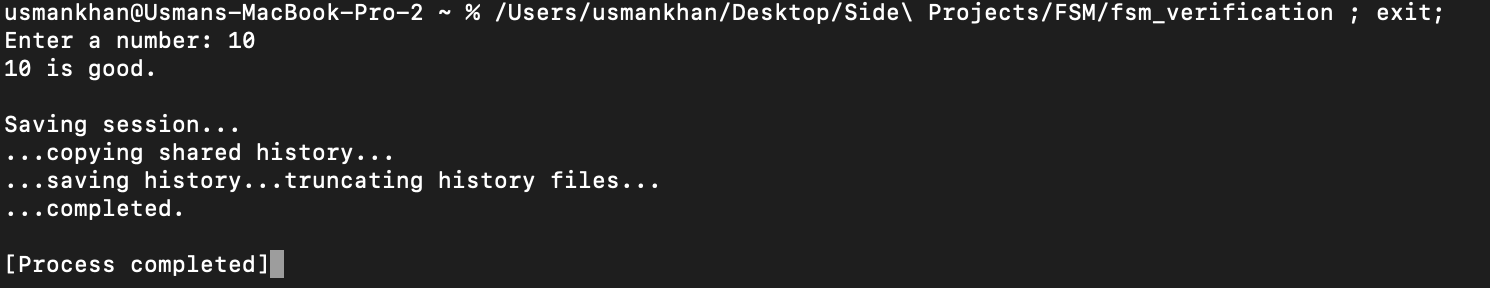 usmankhan@Usmans-MacBook-Pro-2 ~ % /Users/usmankhan/Desktop/Side\ Projects/FSM/fsm_verification ; exit;
Enter a number: 10
10 is good.

Saving session...
...copying shared history...
...saving history...truncating history files...
...completed.

[Process completed]